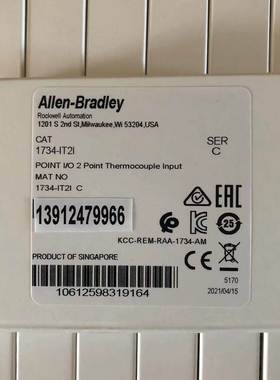 Allen-Bradley
Rockwell Automation
1201 S 2nd St,Milwaukee,Wi 53204,USA
CAT
SER
1734-IT2I
C
POINT I/O 2 Point Thermocouple Input
MAT NO
1734-IT2I C
13912479966
EAC
25
KCC-REM-RAA-1734-AM
PRODUCT OF SINGAPORE
5170
2021/04/15
10612598319164